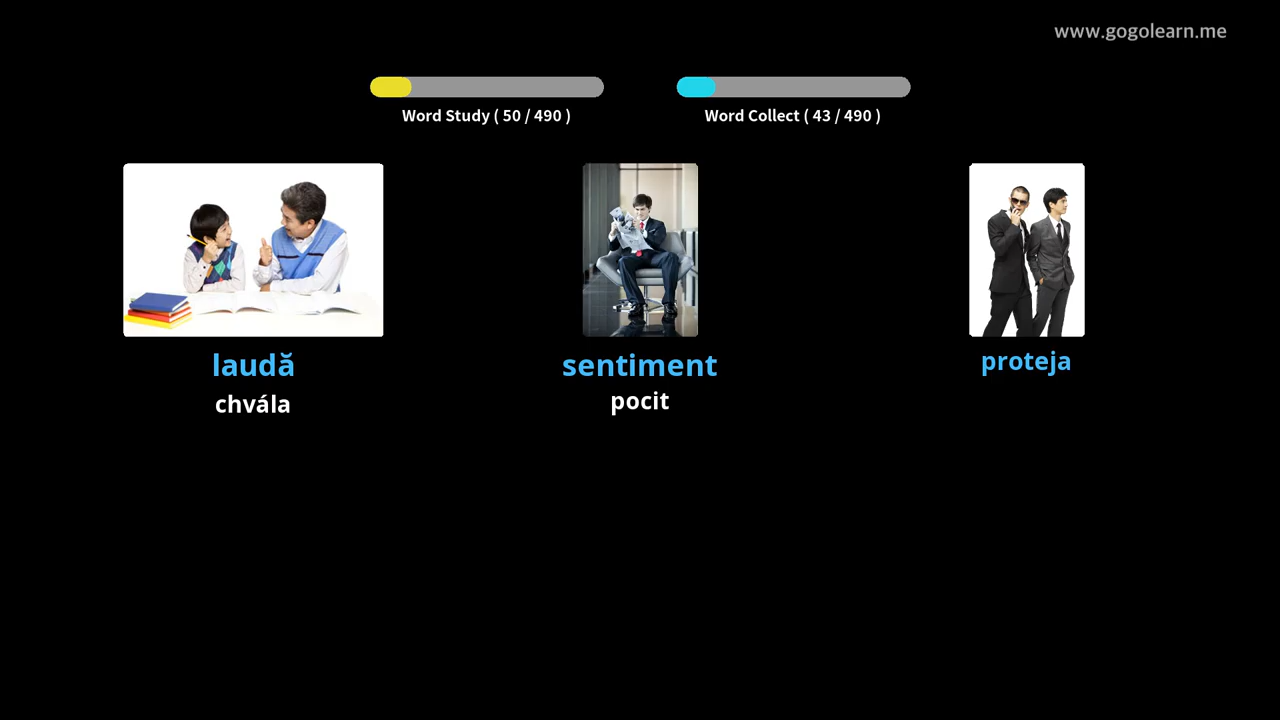 www.gogolearn.me
Word Study ( 50 / 490 )
Word Collect ( 43 / 490 )
laudă
chvála
sentiment
pocit
proteja